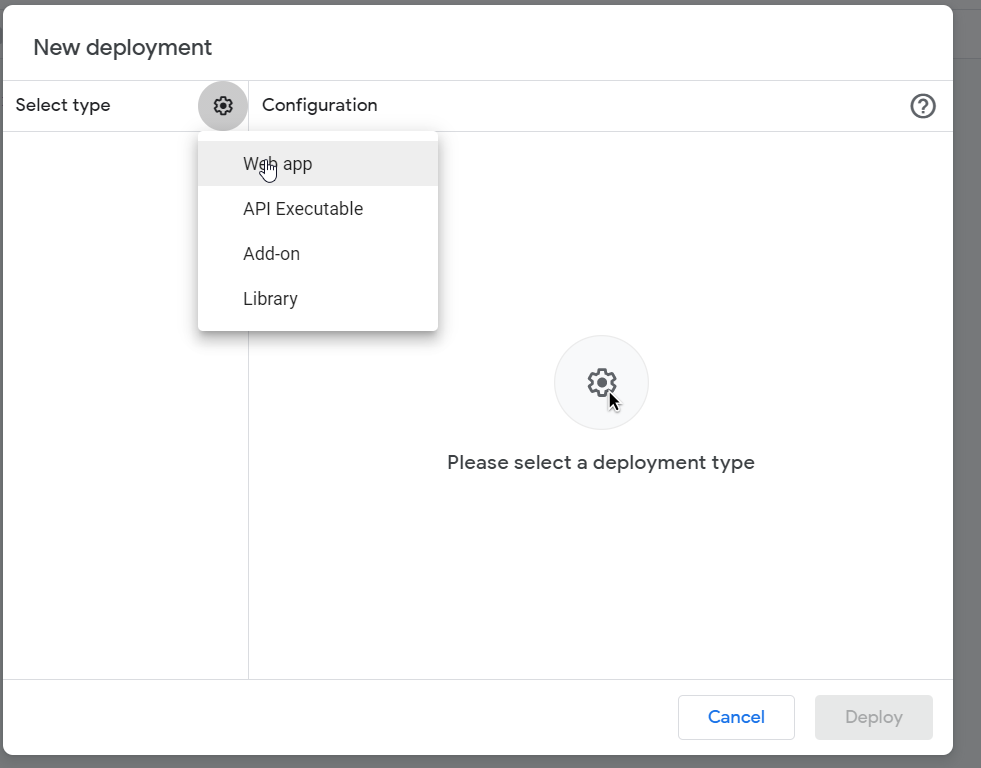 New deployment
Select type
Configuration
Web app
API Executable
Add-on
Library
Please select a deployment type
Cancel
Deploy